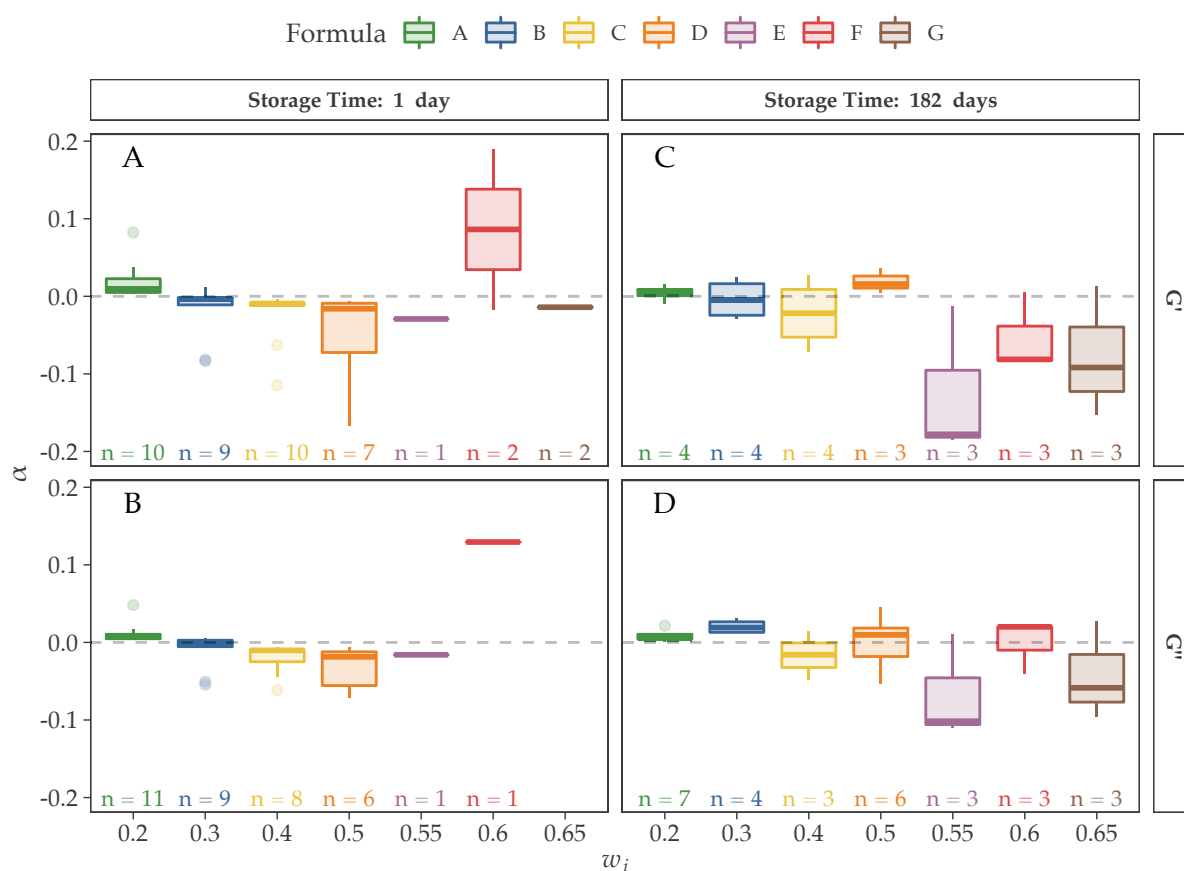 Formula A B C D E F G
Storage Time: 1 day
Storage Time: 182 days
A
C
0.2
0.1
0.0
-0.1
-0.2
n = 10 n = 9 n = 10 n = 7 n = 1 n = 2 n = 2
n = 4 n = 4 n = 4 n = 3 n = 3 n = 3 n = 3
G'
α
B
D
0.2
0.1
0.0
-0.1
-0.2
n = 11 n = 9 n = 8 n = 6 n = 1 n = 1
n = 7 n = 4 n = 3 n = 6 n = 3 n = 3 n = 3
G"
0.2 0.3 0.4 0.5 0.55 0.6 0.65
0.2 0.3 0.4 0.5 0.55 0.6 0.65
w_i